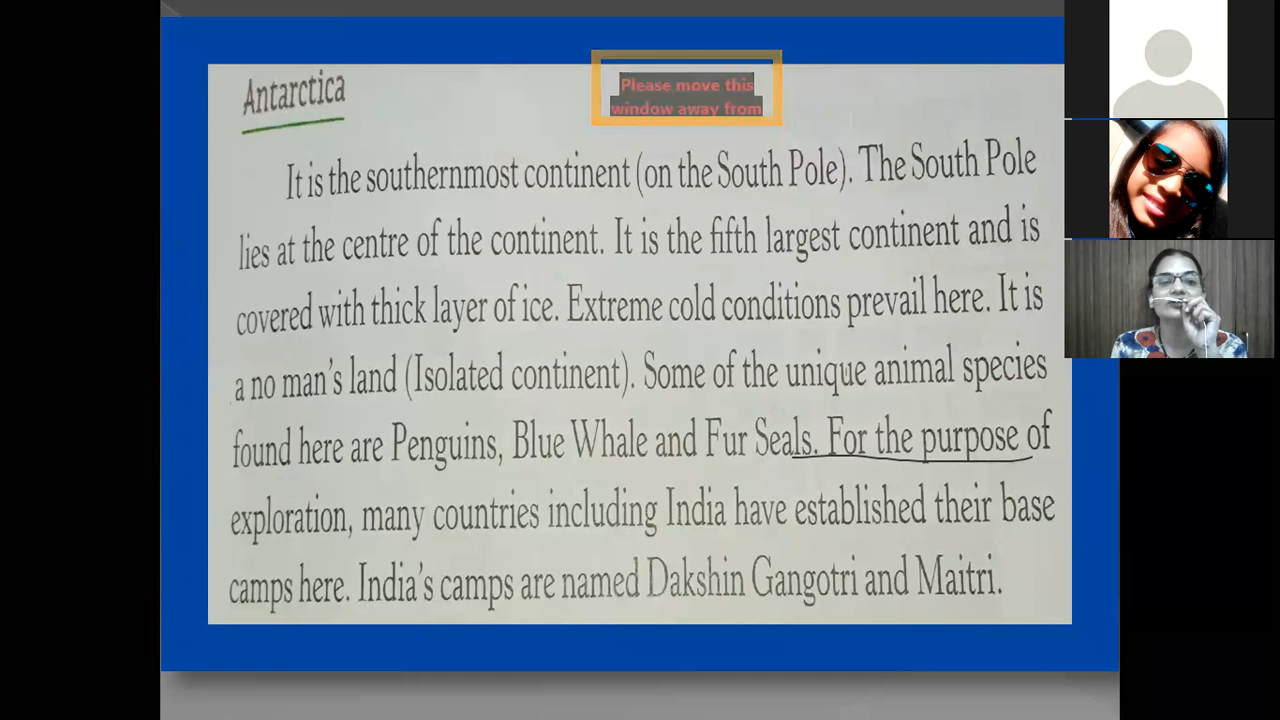 Antarctica
Please move this
window away from
It is the southernmost continent (on the South Pole). The South Pole
lies at the centre of the continent. It is the fifth largest continent and is
covered with thick layer of ice. Extreme cold conditions prevail here. It is
a no man's land (Isolated continent). Some of the unique animal species
found here are Penguins, Blue Whale and Fur Seals. For the purpose of
exploration, many countries including India have established their base
camps here. India's camps are named Dakshin Gangotri and Maitri.